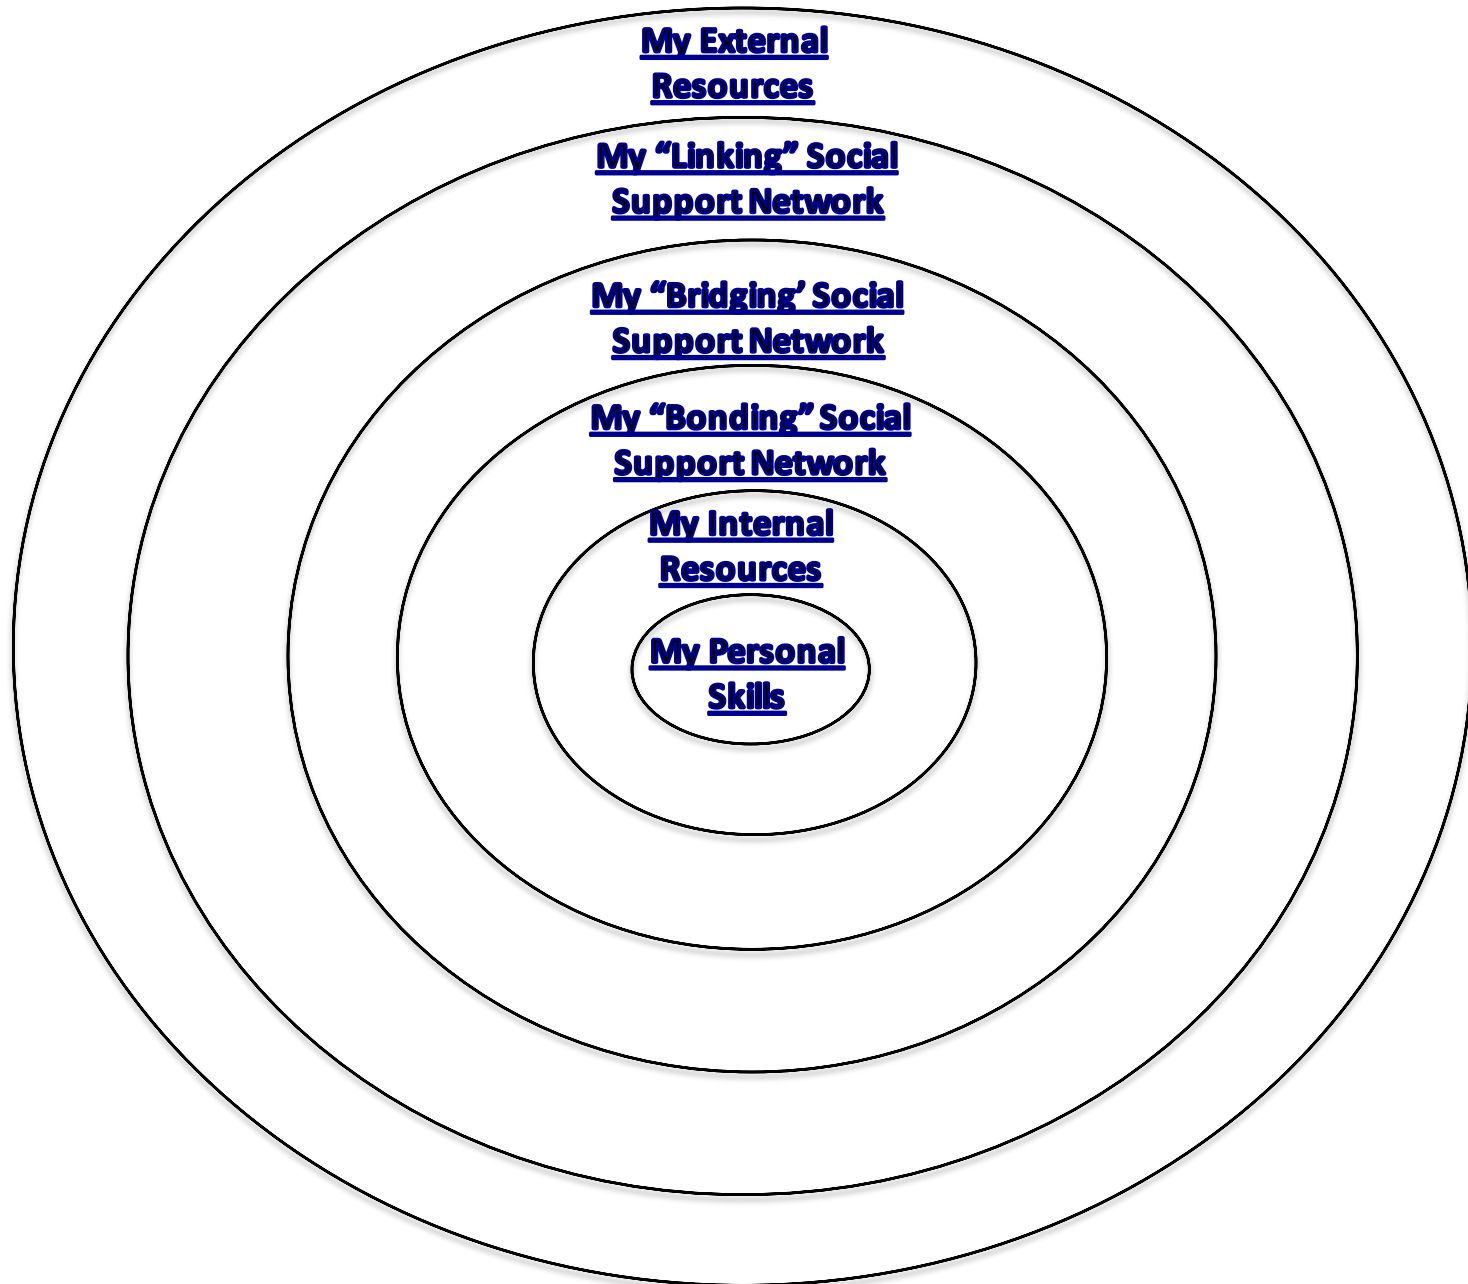 My External
Resources
My “Linking” Social
Support Network
My “Bridging’ Social
Support Network
My “Bonding” Social
Support Network
My Internal
Resources
My Personal
Skills